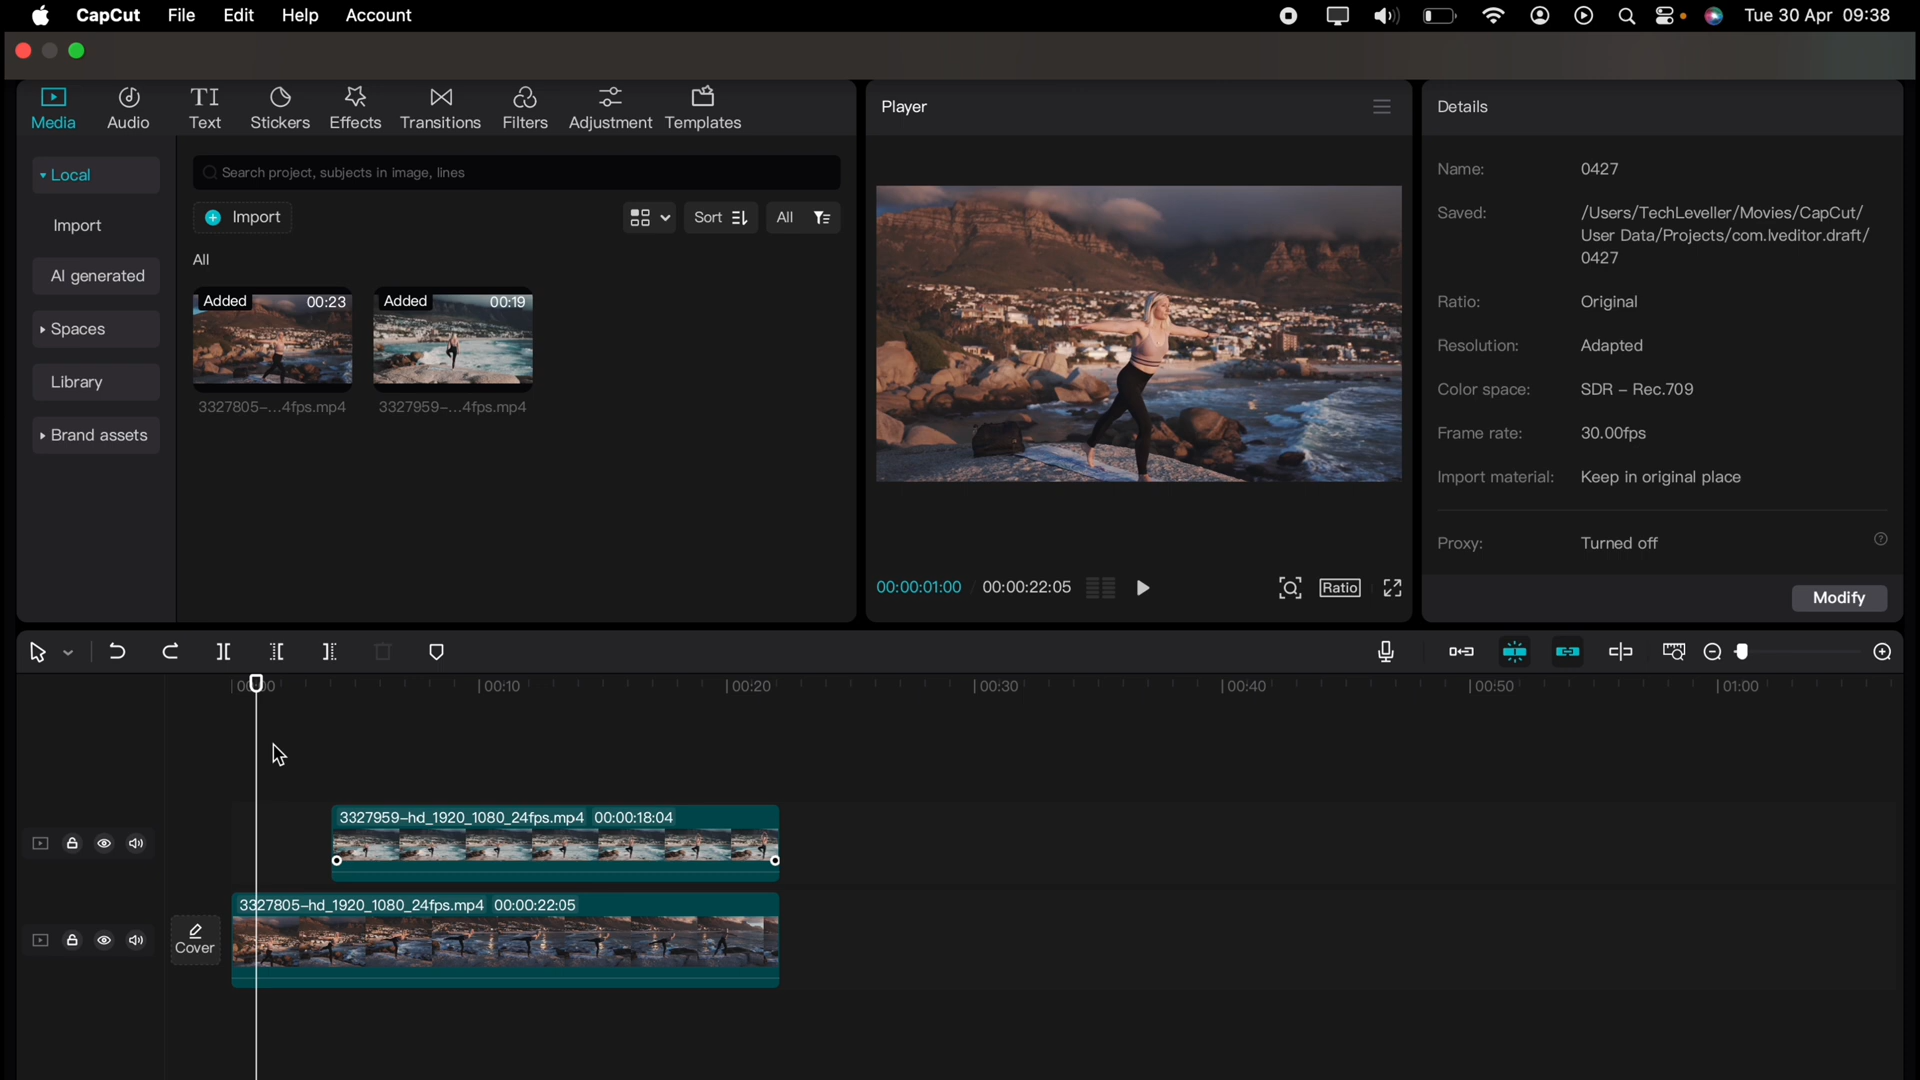 CapCut File Edit Help Account Tue 30 Apr 09:38
Media Audio Text Stickers Effects Transitions Filters Adjustment Templates
TI
Local
Import
AI generated
Spaces
Library
Brand assets
Search project, subjects in image, lines
Import Sort All
All
Added 00:23 Added 00:19
3327805-...4fps.mp4 3327959-...4fps.mp4
Player
00:00:01:00 / 00:00:22:05 Ratio
Details
Name: 0427
Saved: /Users/TechLeveller/Movies/CapCut/
User Data/Projects/com.lveditor.draft/
0427
Ratio: Original
Resolution: Adapted
Color space: SDR – Rec.709
Frame rate: 30.00fps
Import material: Keep in original place
Proxy: Turned off
Modify
00:00 00:10 00:20 00:30 00:40 00:50 01:00
3327959-hd_1920_1080_24fps.mp4 00:00:18:04
3327805-hd_1920_1080_24fps.mp4 00:00:22:05
Cover